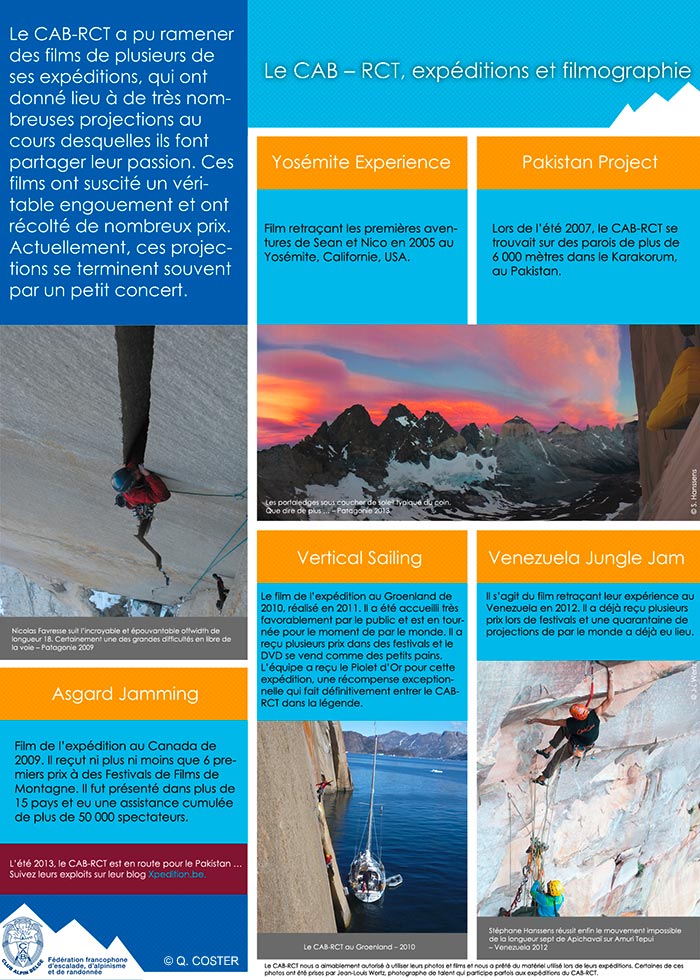 Le CAB-RCT a pu ramener
des films de plusieurs de
ses expéditions, qui ont
donné lieu à de très nom-
breuses projections au
cours desquelles ils font
partager leur passion. Ces
films ont suscité un véri-
table engouement et ont
récolté de nombreux prix.
Actuellement, ces projec-
tions se terminent souvent
par un petit concert.
Le CAB – RCT, expéditions et filmographie
Yosémite Experience
Film retraçant les premières aven-
tures de Sean et Nico en 2005 au
Yosémite, Californie, USA.
Pakistan Project
Lors de l'été 2007, le CAB-RCT se
trouvait sur des parois de plus de
6 000 mètres dans le Karakorum,
au Pakistan.
Les portaledges sous coucher de soleil typique du coin.
Que dire de plus ... – Patagonie 2013
© S. Hanssens
Nicolas Favresse suit l'incroyable et épouvantable offwidth de
longueur 18. Certainement une des grandes difficultés en libre de
la voie – Patagonie 2009
Asgard Jamming
Film de l'expédition au Canada de
2009. Il reçut ni plus ni moins que 6 pre-
miers prix à des Festivals de Films de
Montagne. Il fut présenté dans plus de
15 pays et eu une assistance cumulée
de plus de 50 000 spectateurs.
L'été 2013, le CAB-RCT est en route pour le Pakistan ...
Suivez leurs exploits sur leur blog Xpedition.be.
Vertical Sailing
Le film de l'expédition au Groenland de
2010, réalisé en 2011. Il a été accueilli très
favorablement par le public et est en tour-
née pour le moment de par le monde. Il a
reçu plusieurs prix dans des festivals et le
DVD se vend comme des petits pains.
L'équipe a reçu le Piolet d'Or pour cette
expédition, une récompense exception-
nelle qui fait définitivement entrer le CAB-
RCT dans la légende.
Le CAB-RCT au Groenland – 2010
Venezuela Jungle Jam
Il s'agit du film retraçant leur expérience au
Venezuela en 2012. Il a déjà reçu plusieurs
prix lors de festivals et une quarantaine de
projections de par le monde a déjà eu lieu.
Stéphane Hanssens réussit enfin le mouvement impossible
de la longueur sept de Apichavaï sur Amuri Tepui
– Venezuela 2012
CLUB ALPIN BELGE
Fédération francophone
d'escalade, d'alpinisme
et de randonnée
© Q. COSTER
Le CAB-RCT nous a aimablement autorisé à utiliser leurs photos et films et nous a prêté du matériel utilisé lors de leurs expéditions. Certaines de ces
photos ont été prises par Jean-Louis Wertz, photographe de talent qui participe parfois aux expéditions du CAB-RCT.